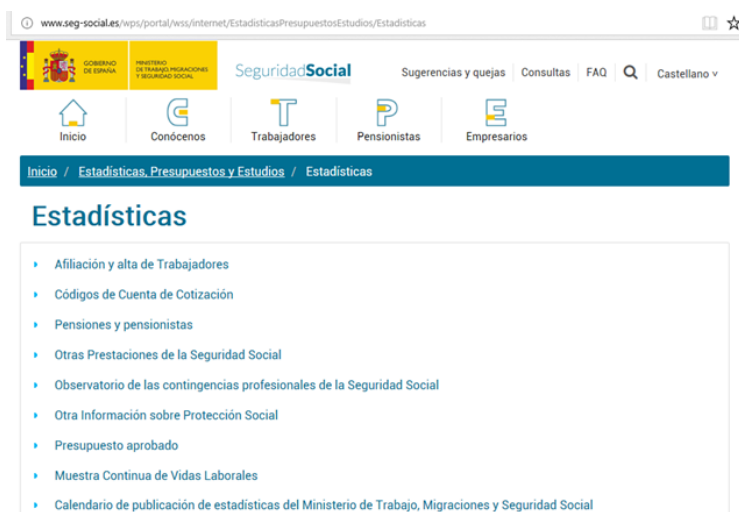 www.seg-social.es/wps/portal/wss/internet/EstadisticasPresupuestosEstudios/Estadisticas
GOBIERNO DE ESPAÑA
MINISTERIO DE TRABAJO, MIGRACIONES Y SEGURIDAD SOCIAL
SeguridadSocial
Sugerencias y quejas Consultas FAQ Castellano
Inicio Conócenos Trabajadores Pensionistas Empresarios
Inicio / Estadísticas, Presupuestos y Estudios / Estadísticas
Estadísticas
Afiliación y alta de Trabajadores
Códigos de Cuenta de Cotización
Pensiones y pensionistas
Otras Prestaciones de la Seguridad Social
Observatorio de las contingencias profesionales de la Seguridad Social
Otra Información sobre Protección Social
Presupuesto aprobado
Muestra Continua de Vidas Laborales
Calendario de publicación de estadísticas del Ministerio de Trabajo, Migraciones y Seguridad Social